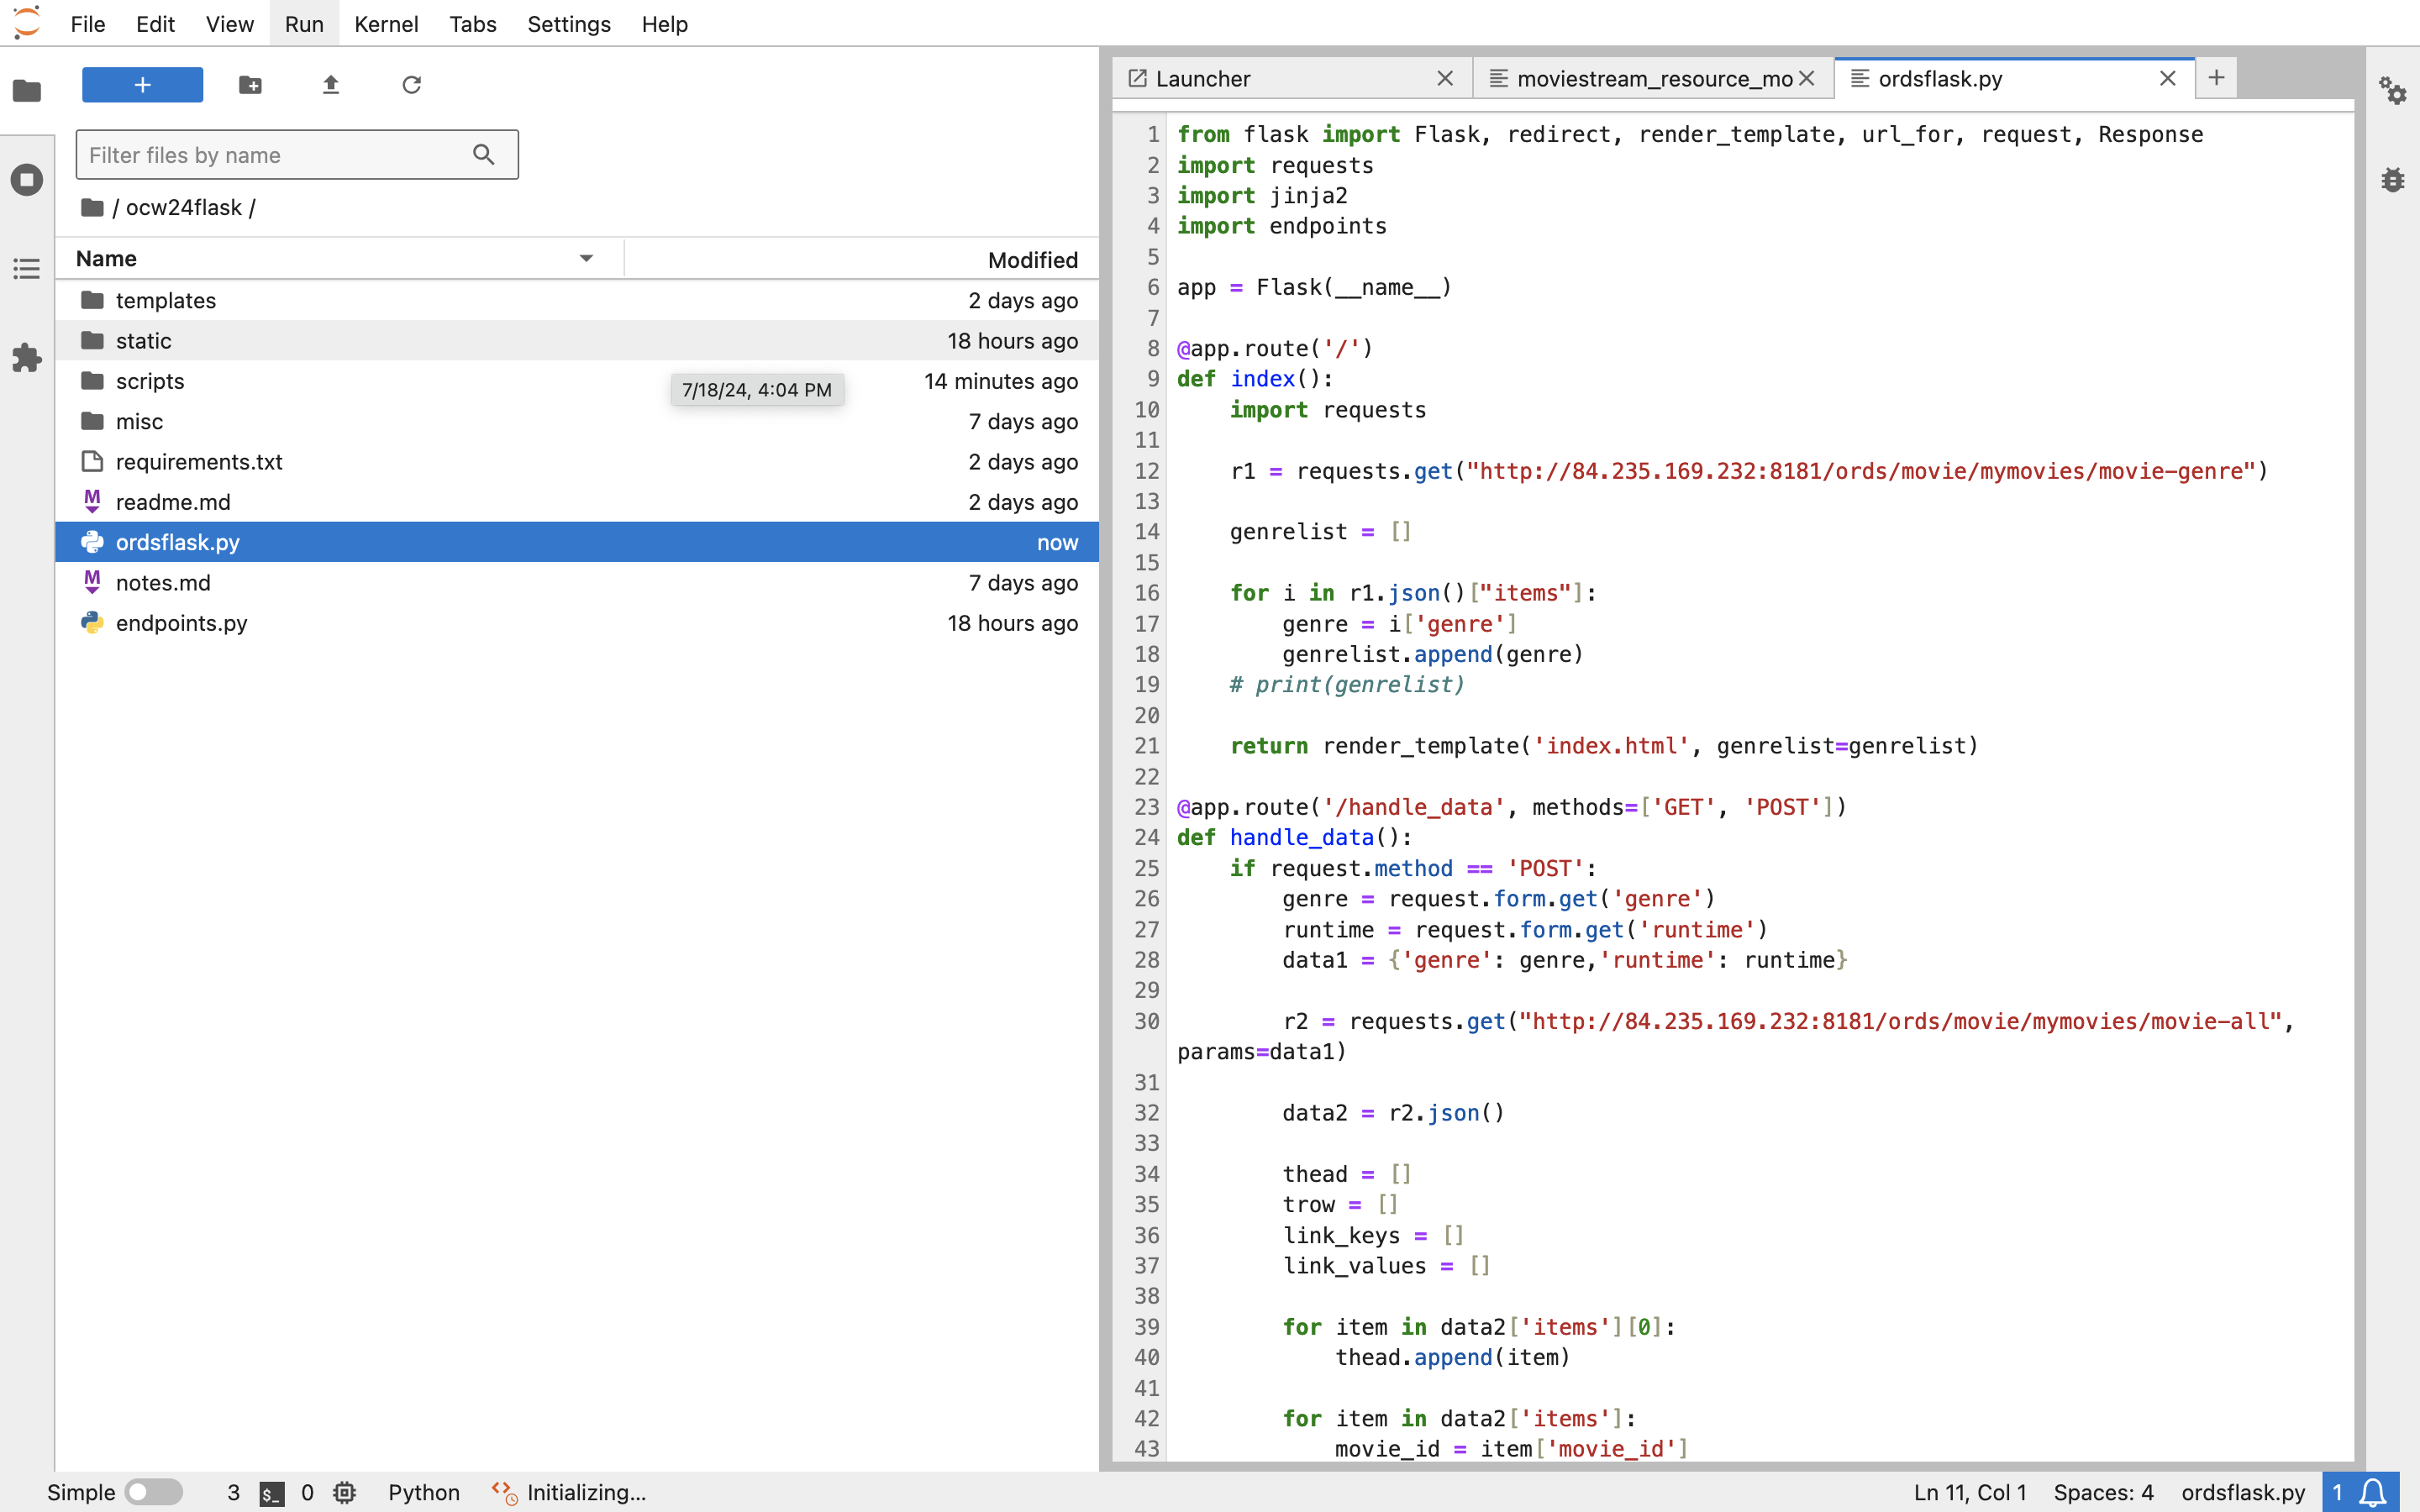 File Edit View Run Kernel Tabs Settings Help
+
Filter files by name
/ ocw24flask /
Name Modified
templates 2 days ago
static 18 hours ago
scripts 14 minutes ago
7/18/24, 4:04 PM
misc 7 days ago
requirements.txt 2 days ago
M readme.md 2 days ago
ordsflask.py now
M notes.md 7 days ago
endpoints.py 18 hours ago
Launcher moviestream_resource_mo ordsflask.py +
1 from flask import Flask, redirect, render_template, url_for, request, Response
2 import requests
3 import jinja2
4 import endpoints
5
6 app = Flask(__name__)
7
8 @app.route('/')
9 def index():
10     import requests
11
12     r1 = requests.get("http://84.235.169.232:8181/ords/movie/mymovies/movie-genre")
13
14     genrelist = []
15
16     for i in r1.json()["items"]:
17         genre = i['genre']
18         genrelist.append(genre)
19     # print(genrelist)
20
21     return render_template('index.html', genrelist=genrelist)
22
23 @app.route('/handle_data', methods=['GET', 'POST'])
24 def handle_data():
25     if request.method == 'POST':
26         genre = request.form.get('genre')
27         runtime = request.form.get('runtime')
28         data1 = {'genre': genre,'runtime': runtime}
29
30         r2 = requests.get("http://84.235.169.232:8181/ords/movie/mymovies/movie-all",
params=data1)
31
32         data2 = r2.json()
33
34         thead = []
35         trow = []
36         link_keys = []
37         link_values = []
38
39         for item in data2['items'][0]:
40             thead.append(item)
41
42         for item in data2['items']:
43             movie_id = item['movie_id']
Simple 3 $_ 0 Python Initializing... Ln 11, Col 1 Spaces: 4 ordsflask.py 1